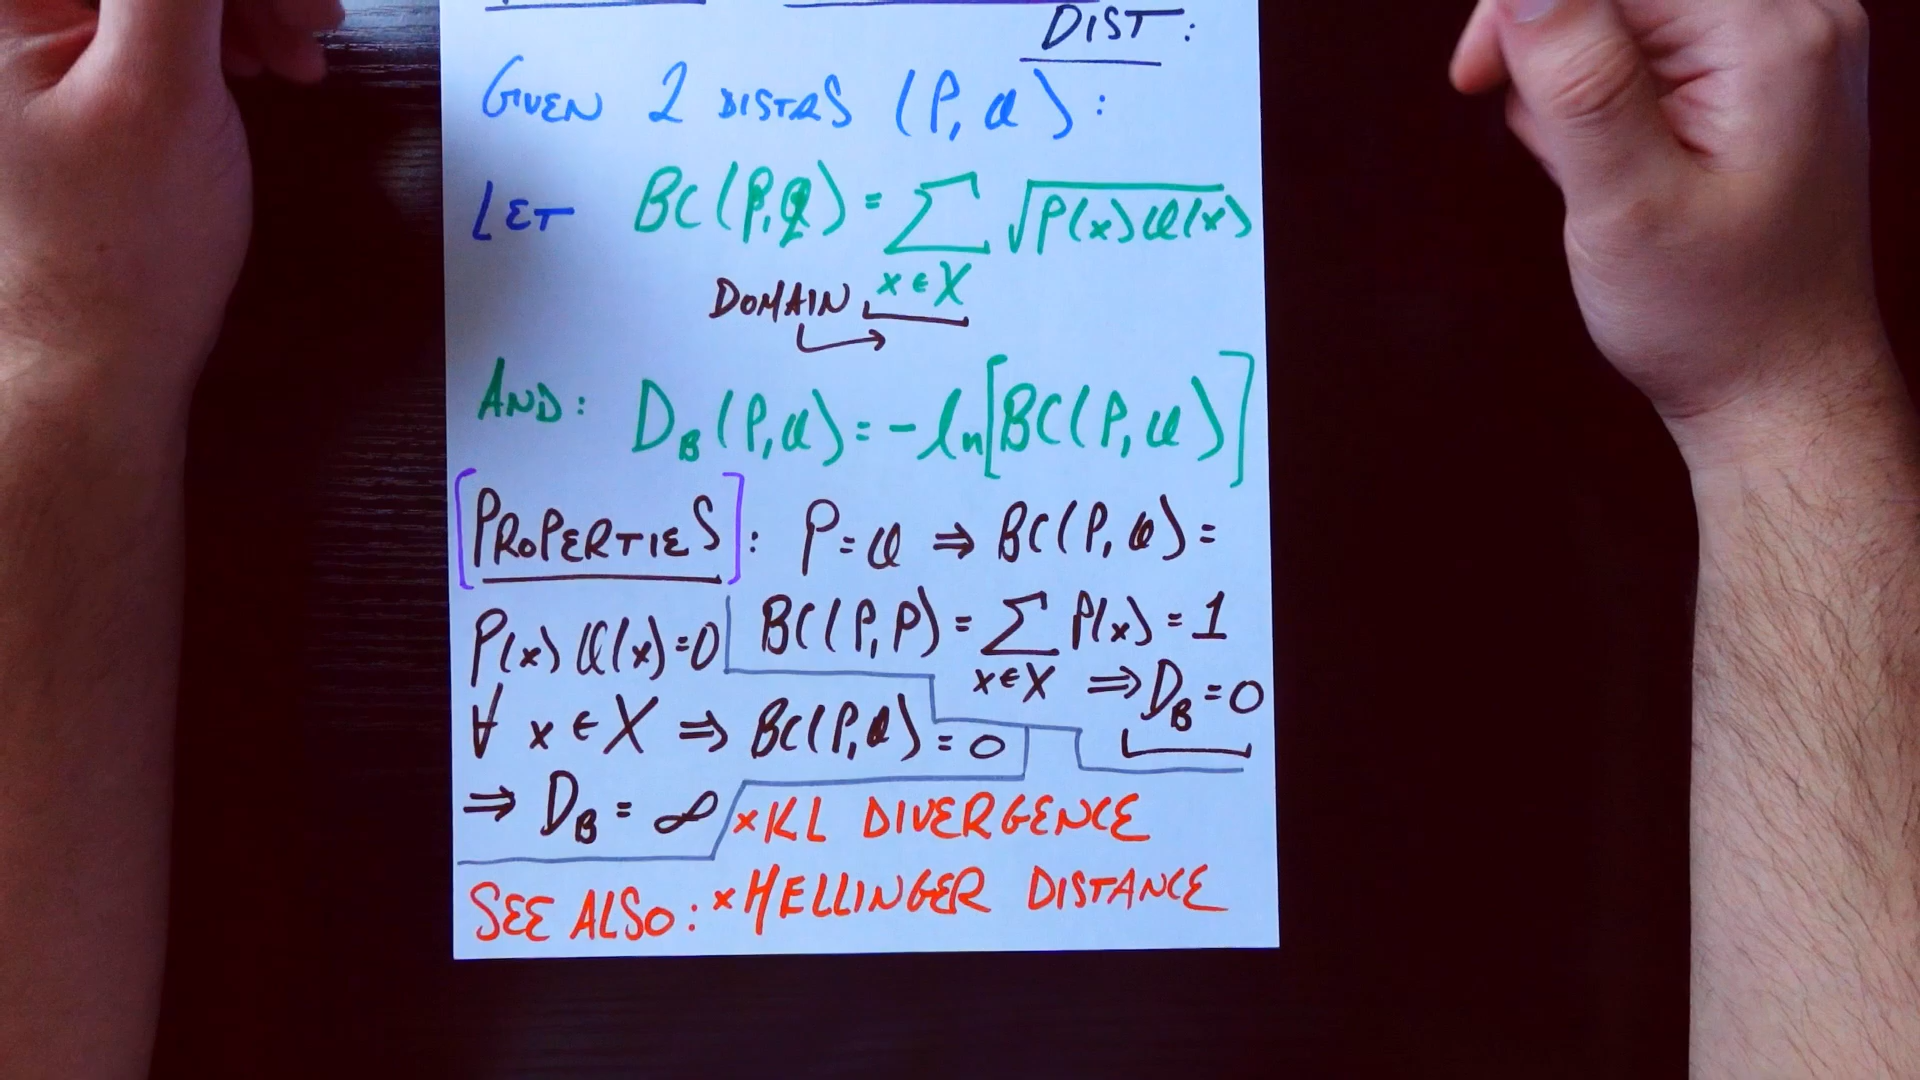 DIST:
GIVEN 2 DISTRS (P, Q):
LET BC(P,Q) = ∑ √P(x)Q(x)
DOMAIN x ∈ X
AND: D_B(P,Q) = -ln[BC(P,Q)]
[PROPERTIES]: P = Q ⇒ BC(P,Q) =
BC(P,P) = ∑ P(x) = 1
x ∈ X ⇒ D_B = 0
P(x)Q(x) = 0
∀ x ∈ X ⇒ BC(P,Q) = 0
⇒ D_B = ∞
SEE ALSO: × KL DIVERGENCE
× HELLINGER DISTANCE